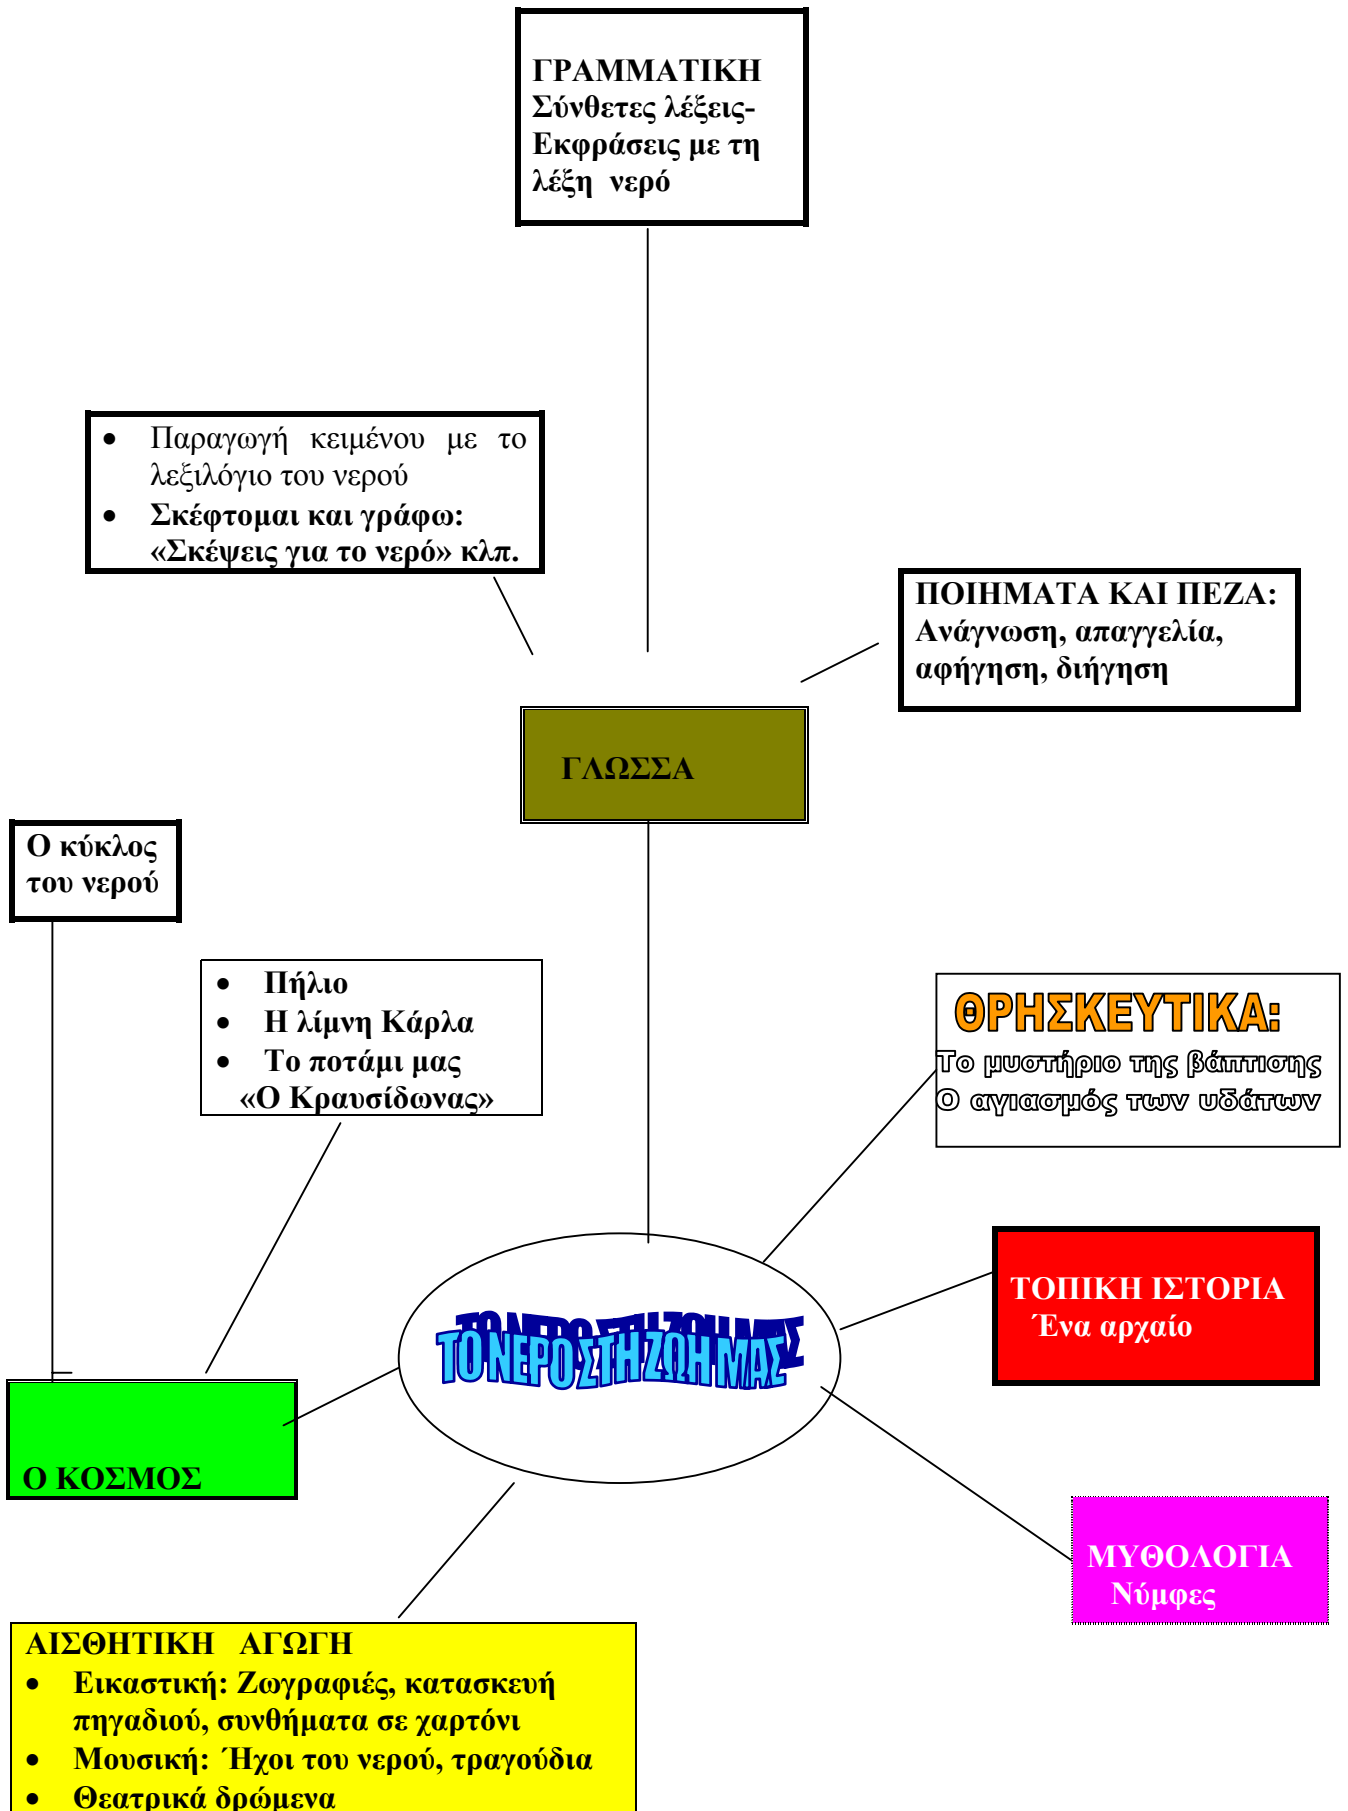 ΓΡΑΜΜΑΤΙΚΗ
Σύνθετες λέξεις-
Εκφράσεις με τη
λέξη νερό
• Παραγωγή κειμένου με το
λεξιλόγιο του νερού
• Σκέφτομαι και γράφω:
«Σκέψεις για το νερό» κλπ.
ΠΟΙΗΜΑΤΑ ΚΑΙ ΠΕΖΑ:
Ανάγνωση, απαγγελία,
αφήγηση, διήγηση
ΓΛΩΣΣΑ
Ο κύκλος
του νερού
• Πήλιο
• Η λίμνη Κάρλα
• Το ποτάμι μας
«Ο Κραυσίδωνας»
ΘΡΗΣΚΕΥΤΙΚΑ:
Το μυστήριο της βάπτισης
Ο αγιασμός των υδάτων
ΤΟΠΙΚΗ ΙΣΤΟΡΙΑ
Ένα αρχαίο
ΤΟ ΝΕΡΟ ΣΤΗ ΖΩΗ ΜΑΣ
Ο ΚΟΣΜΟΣ
ΜΥΘΟΛΟΓΙΑ
Νύμφες
ΑΙΣΘΗΤΙΚΗ ΑΓΩΓΗ
• Εικαστική: Ζωγραφιές, κατασκευή
πηγαδιού, συνθήματα σε χαρτόνι
• Μουσική: Ήχοι του νερού, τραγούδια
• Θεατρικά δρώμενα